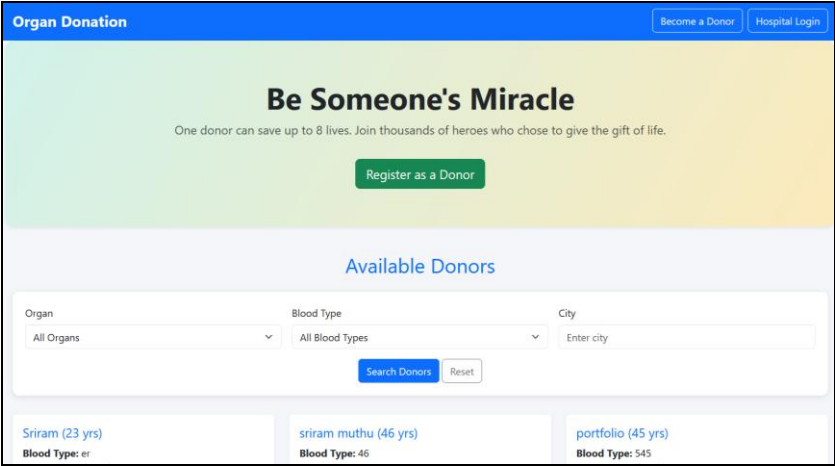 Organ Donation
Become a Donor
Hospital Login
Be Someone's Miracle
One donor can save up to 8 lives. Join thousands of heroes who chose to give the gift of life.
Register as a Donor
Available Donors
Organ
Blood Type
City
All Organs
All Blood Types
Enter city
Search Donors
Reset
Sriram (23 yrs)
sriram muthu (46 yrs)
portfolio (45 yrs)
Blood Type: er
Blood Type: 46
Blood Type: 545